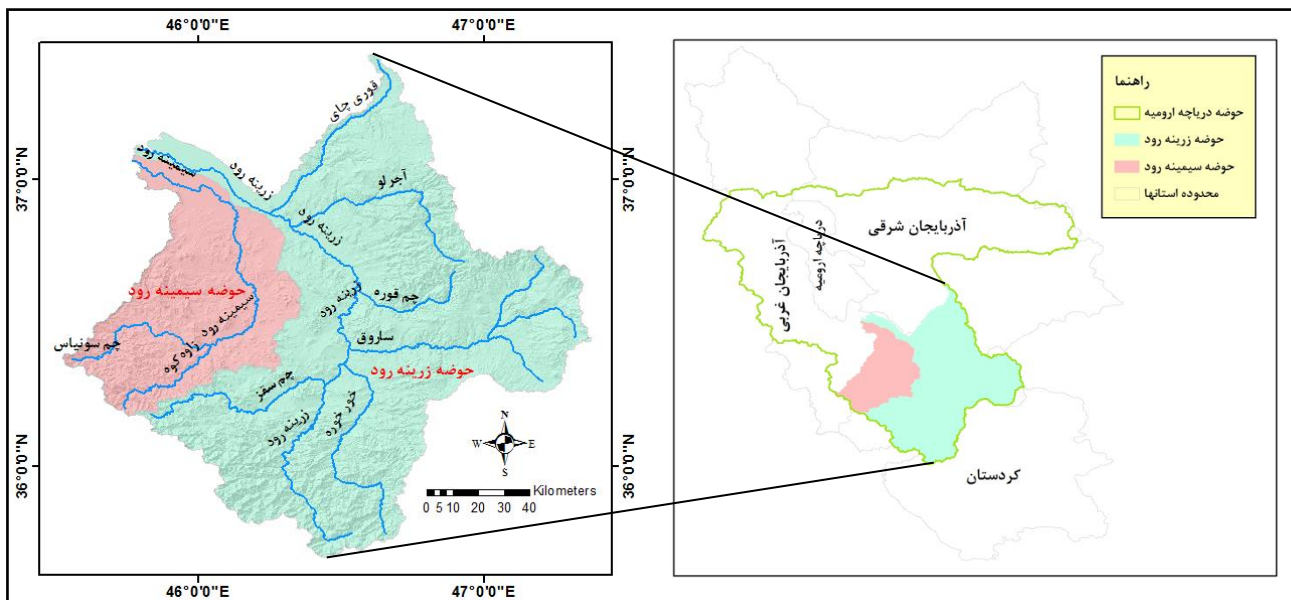 46°0'0"E
47°0'0"E
37°0'0"N
36°0'0"N
قوری چای
سیمینه رود
زرینه رود
آجرلو
زرینه رود
زرینه رود
چم قوره
حوضه سیمینه رود
سیمینه رود
ساروق
چم سونیاس
زاوه کوه
حوضه زرینه رود
چم سقز
زرینه رود
خور خوره
N
W
E
S
Kilometers
0 5 10 20 30 40
46°0'0"E
47°0'0"E
37°0'0"N
36°0'0"N
راهنما
حوضه دریاچه ارومیه
حوضه زرینه رود
حوضه سیمینه رود
محدوده استانها
آذربایجان شرقی
دریاچه ارومیه
آذربایجان غربی
کردستان